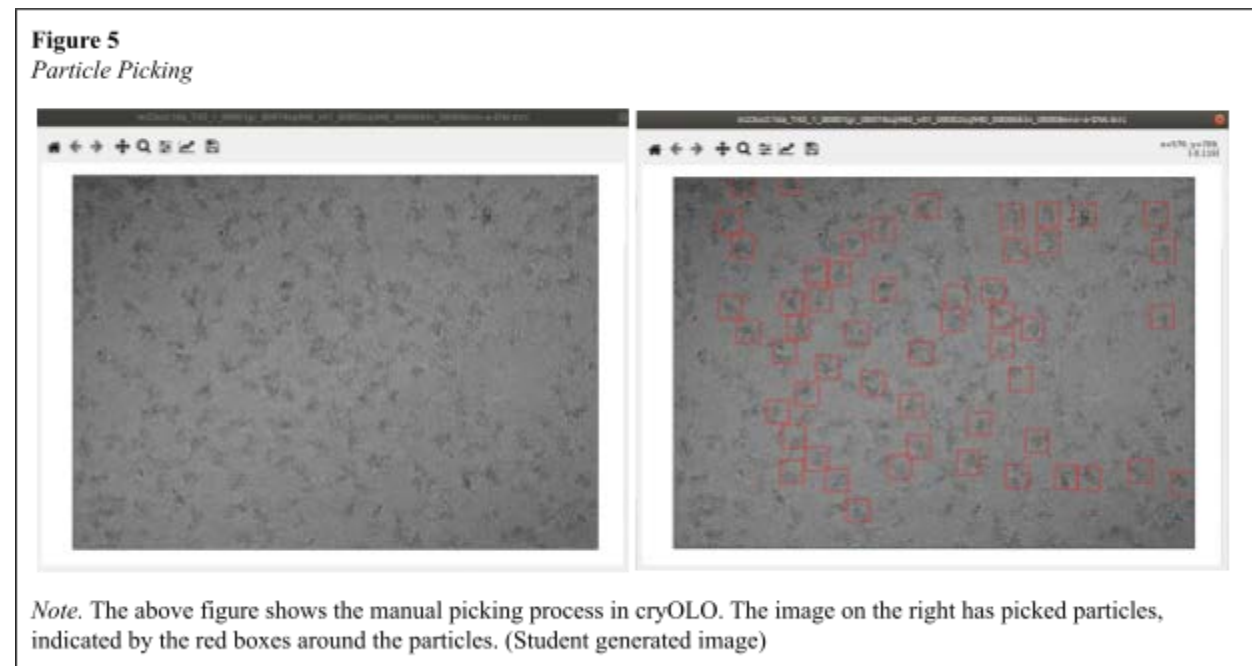 Figure 5
Particle Picking
Note. The above figure shows the manual picking process in cryOLO. The image on the right has picked particles,
indicated by the red boxes around the particles. (Student generated image)